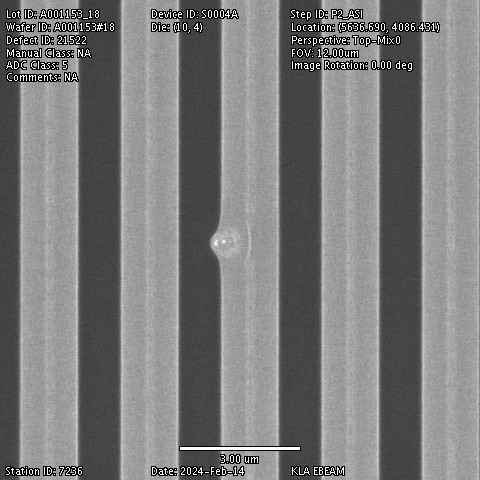 Lot ID: A001153_18
Wafer ID: A001153#18
Defect ID: 21522
Manual Class: NA
ADC Class: 5
Comments: NA
Device ID: S0004A
Die: (10, 4)
Step ID: F2_ASI
Location: (5636.690, 4086.431)
Perspective: Top-Mix0
FOV: 12.00um
Image Rotation: 0.00 deg
3.00 um
Station ID: 7236
Date: 2024-Feb-14
KLA EBEAM